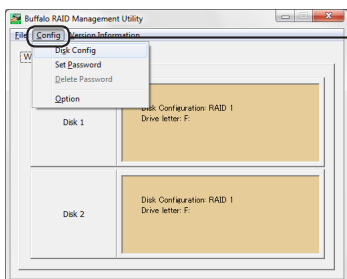 Buffalo RAID Management Utility
File Config Version Information
W
Disk Config
Set Password
Delete Password
Option
Disk 1
Disk Configuration: RAID 1
Drive letter: F:
Disk 2
Disk Configuration: RAID 1
Drive letter: F: